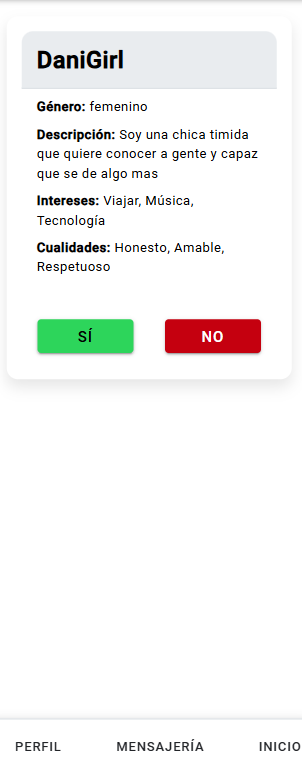 DaniGirl
Género: femenino
Descripción: Soy una chica timida
que quiere conocer a gente y capaz
que se de algo mas
Intereses: Viajar, Música,
Tecnología
Cualidades: Honesto, Amable,
Respetuoso
SÍ NO
PERFIL MENSAJERÍA INICIO